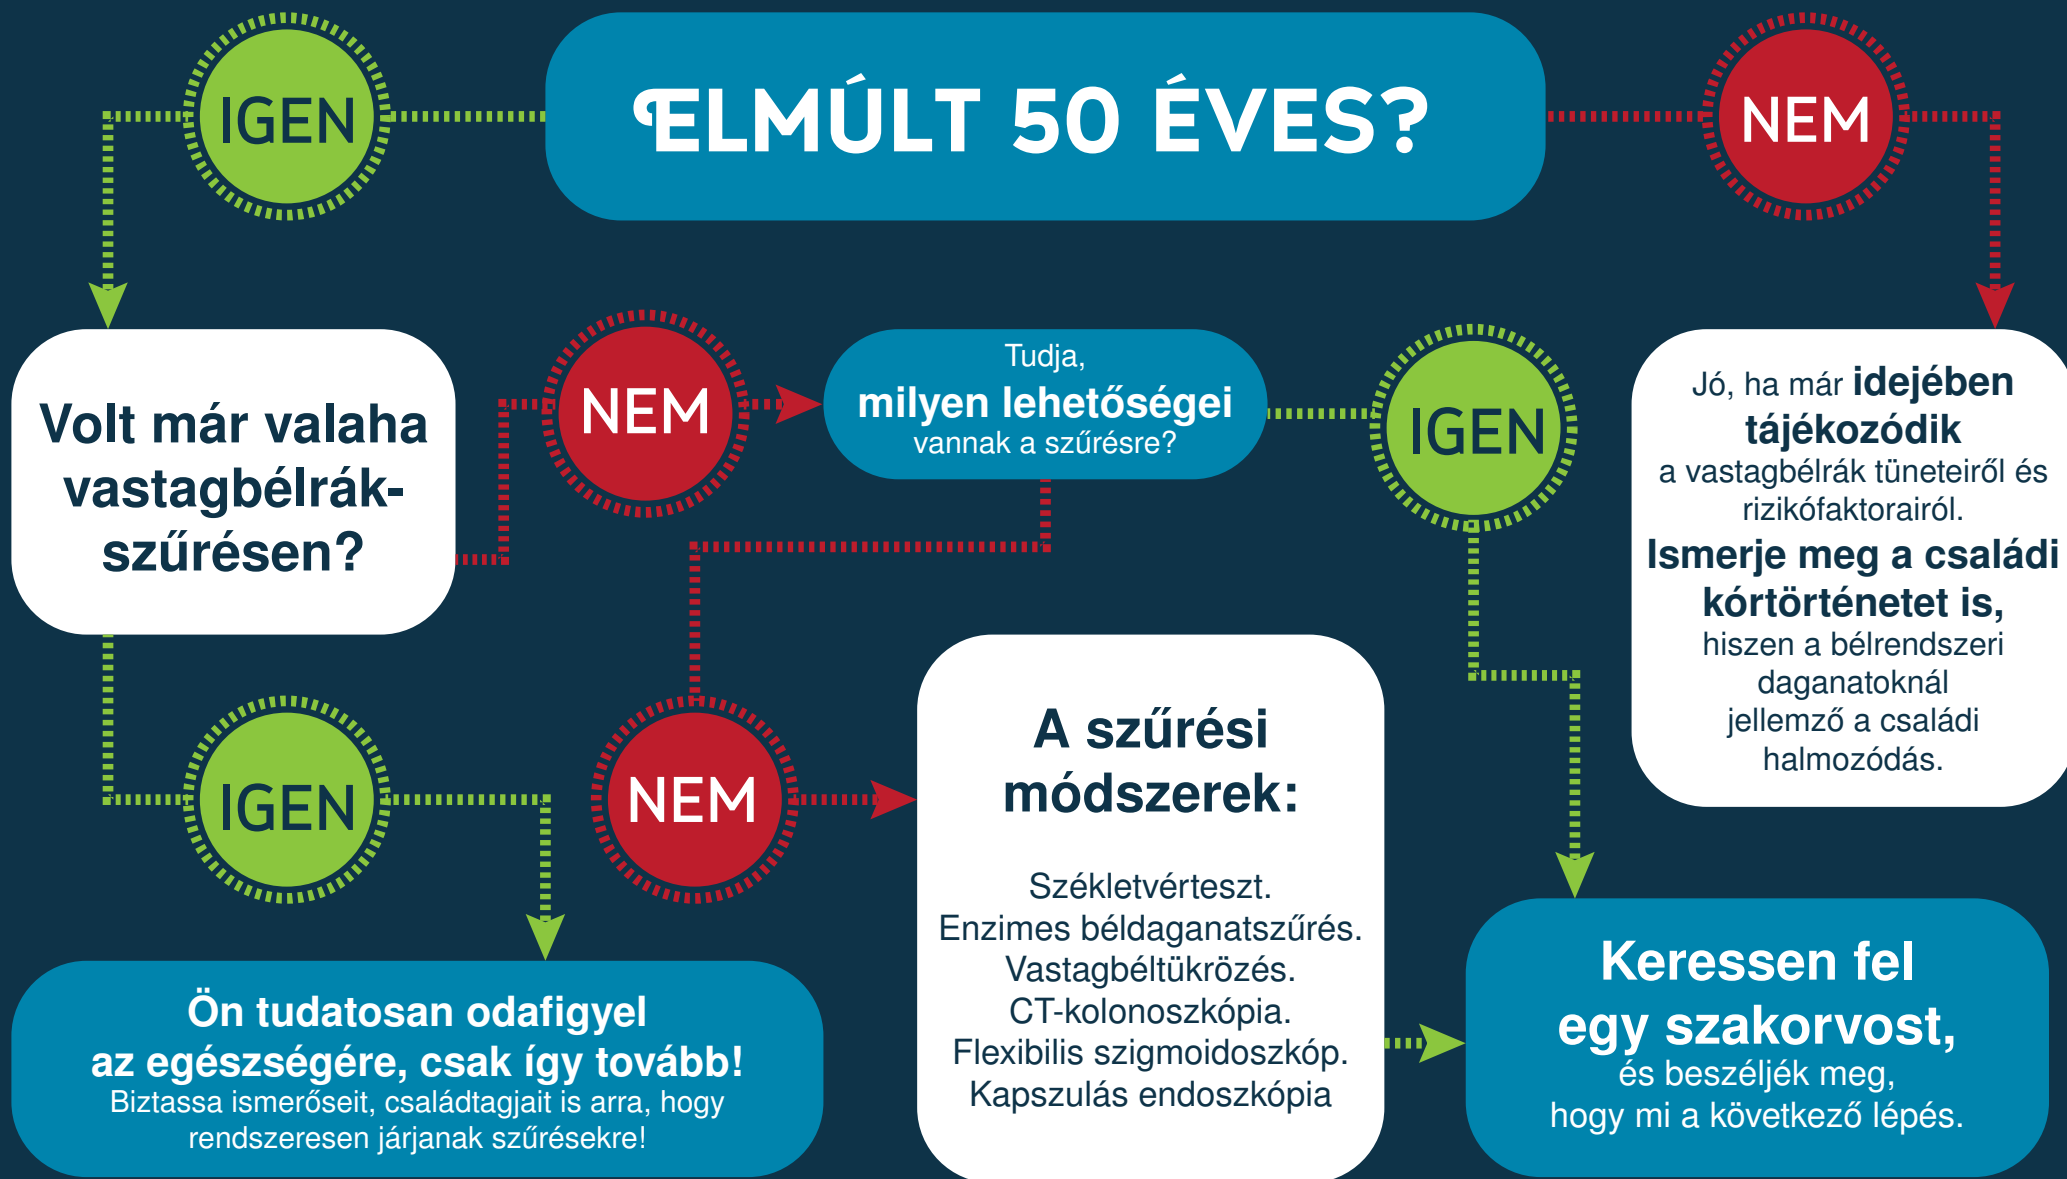 ELMÚLT 50 ÉVES?
IGEN
NEM
Volt már valaha
vastagbélrák-
szűrésen?
NEM
Tudja,
milyen lehetőségei
vannak a szűrésre?
IGEN
Jó, ha már idejében
tájékozódik
a vastagbélrák tüneteiről és
rizikófaktorairól.
Ismerje meg a családi
kórtörténetet is,
hiszen a bélrendszeri
daganatoknál
jellemző a családi
halmozódás.
IGEN
NEM
A szűrési
módszerek:
Székletvérteszt.
Enzimes béldaganatszűrés.
Vastagbéltükrözés.
CT-kolonoszkópia.
Flexibilis szigmoidoszkóp.
Kapszulás endoszkópia
Ön tudatosan odafigyel
az egészségére, csak így tovább!
Biztassa ismerőseit, családtagjait is arra, hogy
rendszeresen járjanak szűrésekre!
Keressen fel
egy szakorvost,
és beszéljék meg,
hogy mi a következő lépés.